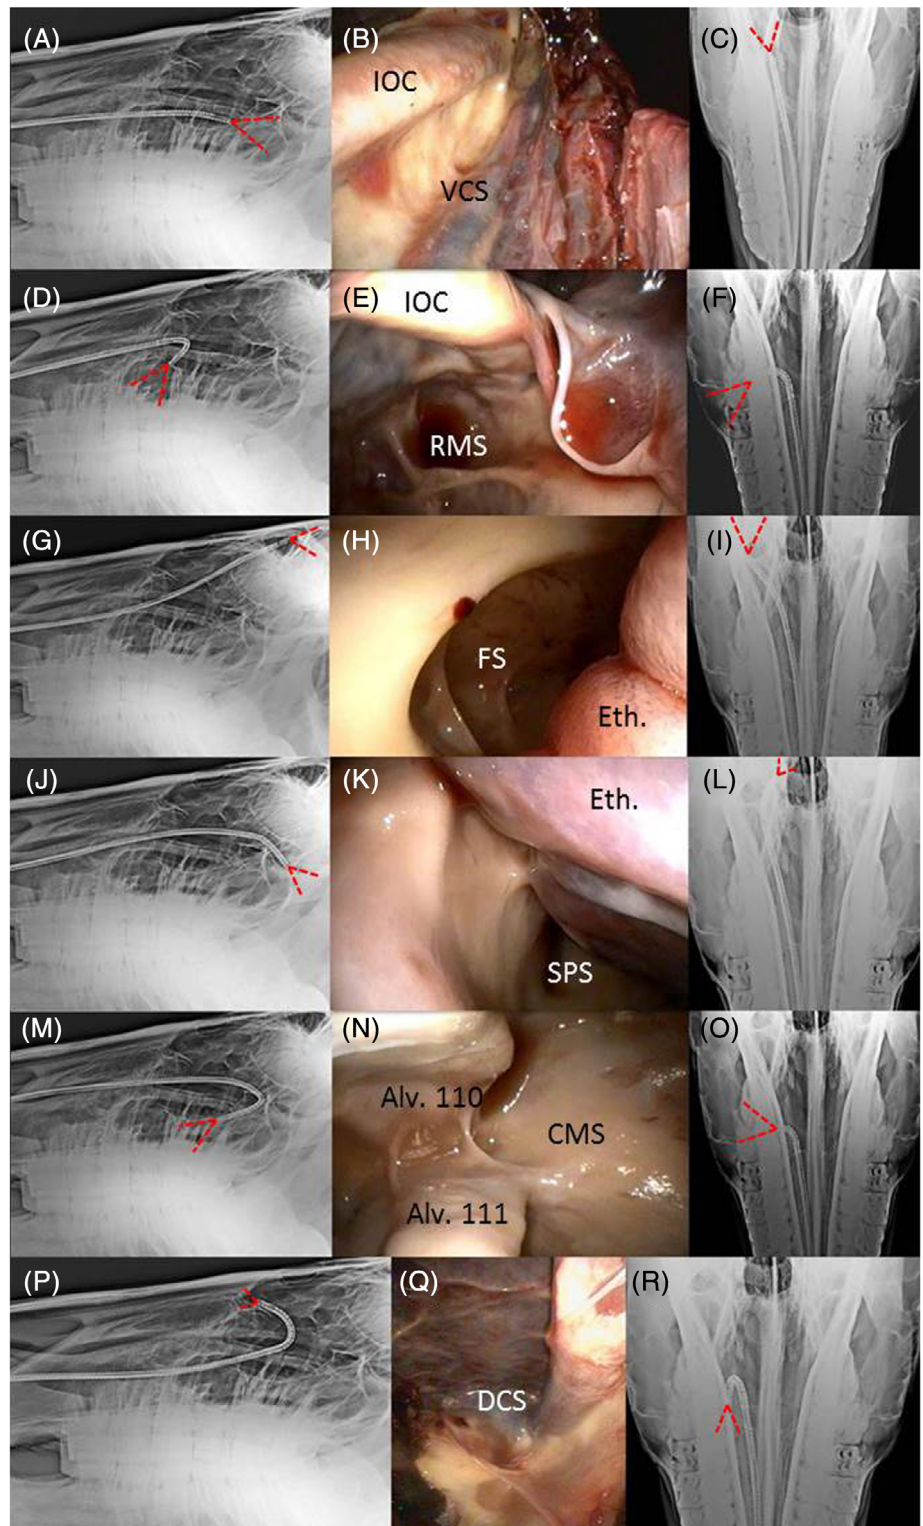 (A) (B) (C)
IOC
VCS
(D) (E) IOC (F)
RMS
(G) (H) (I)
FS
Eth.
(J) (K) (L)
Eth.
SPS
(M) (N) (O)
Alv. 110
CMS
Alv. 111
(P) (Q) (R)
DCS